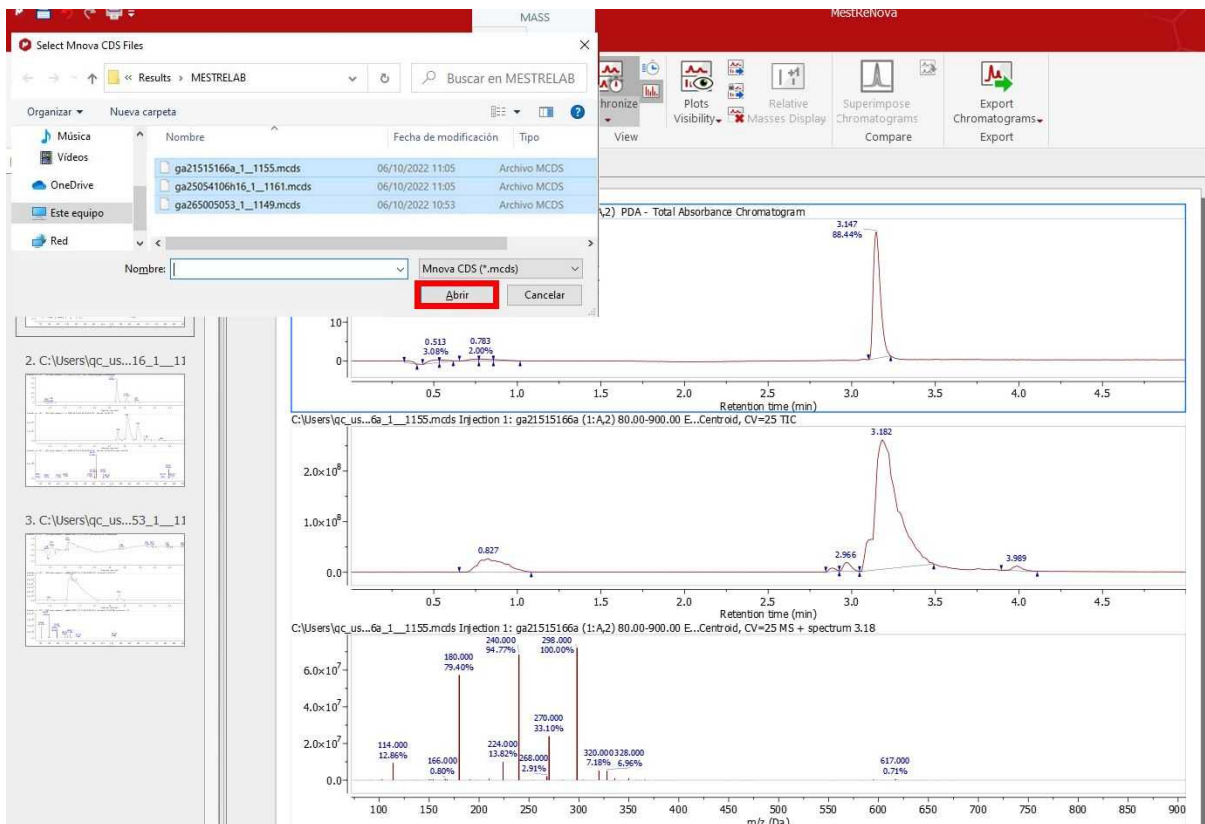 MASS
MestReNova
Select Mnova CDS Files
« Results › MESTRELAB
Buscar en MESTRELAB
Organizar
Nueva carpeta
Música
Vídeos
OneDrive
Este equipo
Red
Nombre Fecha de modificación Tipo
ga21515166a_1__1155.mcds 06/10/2022 11:05 Archivo MCDS
ga25054106h16_1__1161.mcds 06/10/2022 11:05 Archivo MCDS
ga265005053_1__1149.mcds 06/10/2022 10:53 Archivo MCDS
Nombre:
Mnova CDS (*.mcds)
Abrir
Cancelar
hronize
Plots
Visibility
Relative
Masses Display
Superimpose
Chromatograms
Export
Chromatograms
View
Compare
Export
2. C:\Users\qc_us...16_1__11
3. C:\Users\qc_us...53_1__11
A,2) PDA - Total Absorbance Chromatogram
3.147
88.44%
10
0.513 0.783
3.08% 2.00%
0
0.5 1.0 1.5 2.0 2.5 3.0 3.5 4.0 4.5
Retention time (min)
C:\Users\qc_us...6a_1__1155.mcds Injection 1: ga21515166a (1:A,2) 80.00-900.00 E...Centroid, CV=25 TIC
3.182
2.0×10⁸
1.0×10⁸
0.827
2.966
3.989
0.0
0.5 1.0 1.5 2.0 2.5 3.0 3.5 4.0 4.5
Retention time (min)
C:\Users\qc_us...6a_1__1155.mcds Injection 1: ga21515166a (1:A,2) 80.00-900.00 E...Centroid, CV=25 MS + spectrum 3.18
240.000 298.000
94.77% 100.00%
180.000
79.40%
6.0×10⁷
4.0×10⁷
270.000
33.10%
2.0×10⁷
114.000
12.86%
166.000
0.80%
224.000
13.82%
268.000
2.91%
320.000 328.000
7.18% 6.96%
617.000
0.71%
0.0
100 150 200 250 300 350 400 450 500 550 600 650 700 750 800 850 900
m/z (Da)